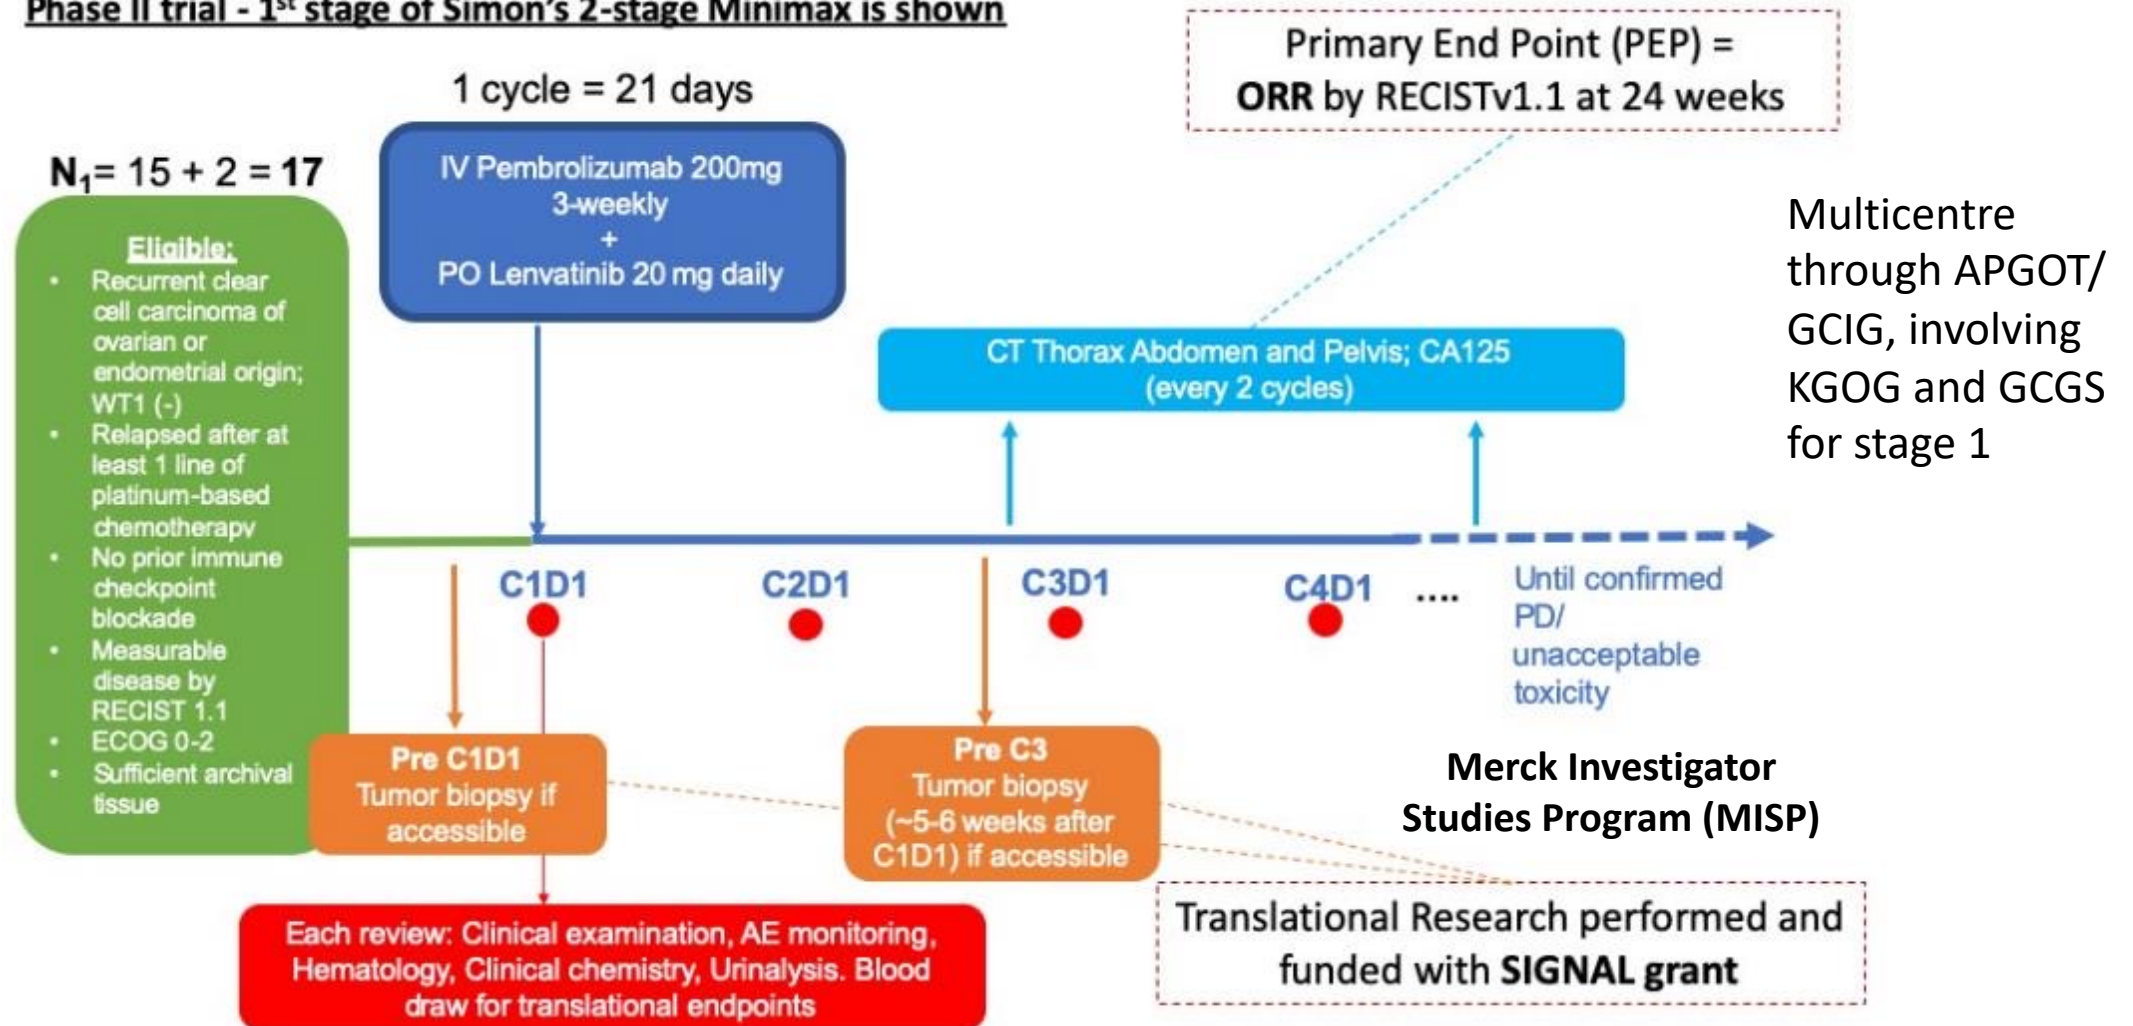 Phase II trial - 1st stage of Simon's 2-stage Minimax is shown
1 cycle = 21 days
Primary End Point (PEP) =
ORR by RECISTv1.1 at 24 weeks
N1= 15 + 2 = 17
Eligible:
• Recurrent clear
cell carcinoma of
ovarian or
endometrial origin;
WT1 (-)
• Relapsed after at
least 1 line of
platinum-based
chemotherapy
• No prior immune
checkpoint
blockade
• Measurable
disease by
RECIST 1.1
• ECOG 0-2
• Sufficient archival
tissue
IV Pembrolizumab 200mg
3-weekly
+
PO Lenvatinib 20 mg daily
CT Thorax Abdomen and Pelvis; CA125
(every 2 cycles)
Multicentre
through APGOT/
GCIG, involving
KGOG and GCGS
for stage 1
C1D1
C2D1
C3D1
C4D1
....
Until confirmed
PD/
unacceptable
toxicity
Pre C1D1
Tumor biopsy if
accessible
Pre C3
Tumor biopsy
(~5-6 weeks after
C1D1) if accessible
Merck Investigator
Studies Program (MISP)
Each review: Clinical examination, AE monitoring,
Hematology, Clinical chemistry, Urinalysis. Blood
draw for translational endpoints
Translational Research performed and
funded with SIGNAL grant